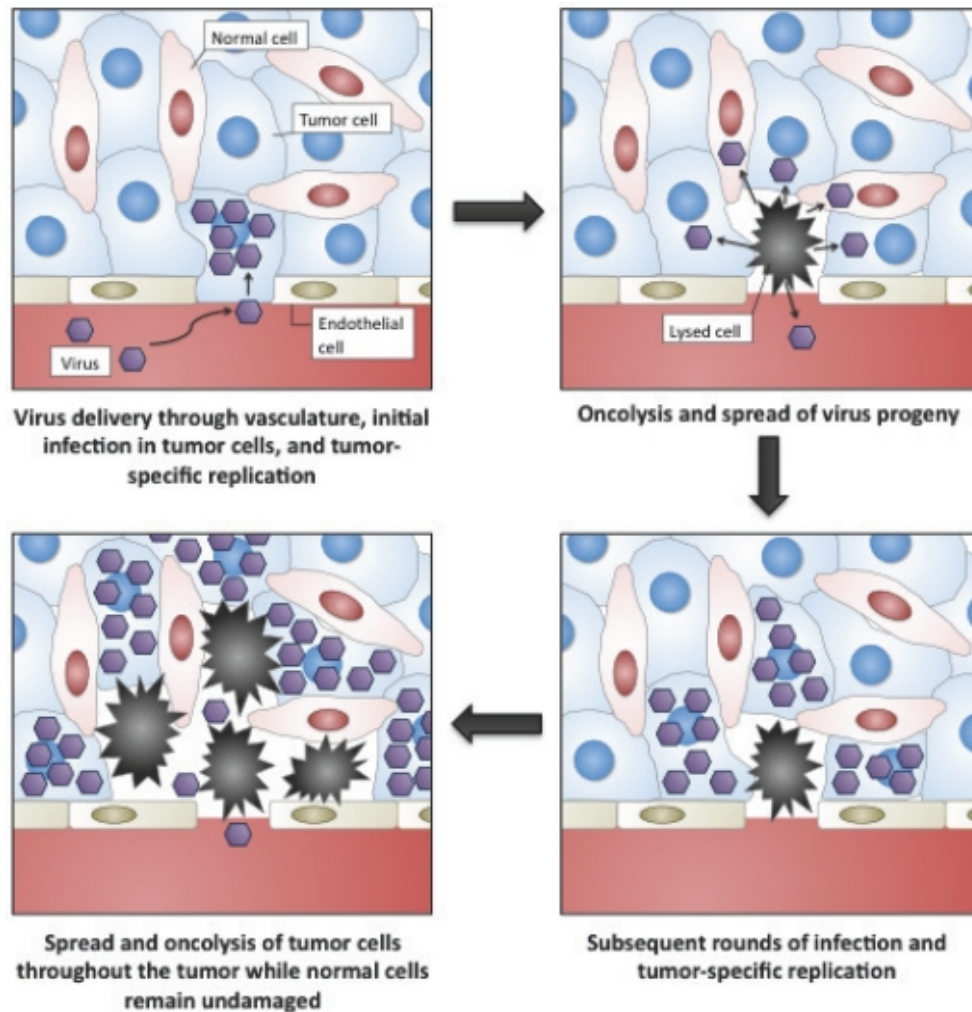 Normal cell
Tumor cell
Endothelial
cell
Virus
Virus delivery through vasculature, initial
infection in tumor cells, and tumor-
specific replication
Lysed cell
Oncolysis and spread of virus progeny
Subsequent rounds of infection and
tumor-specific replication
Spread and oncolysis of tumor cells
throughout the tumor while normal cells
remain undamaged